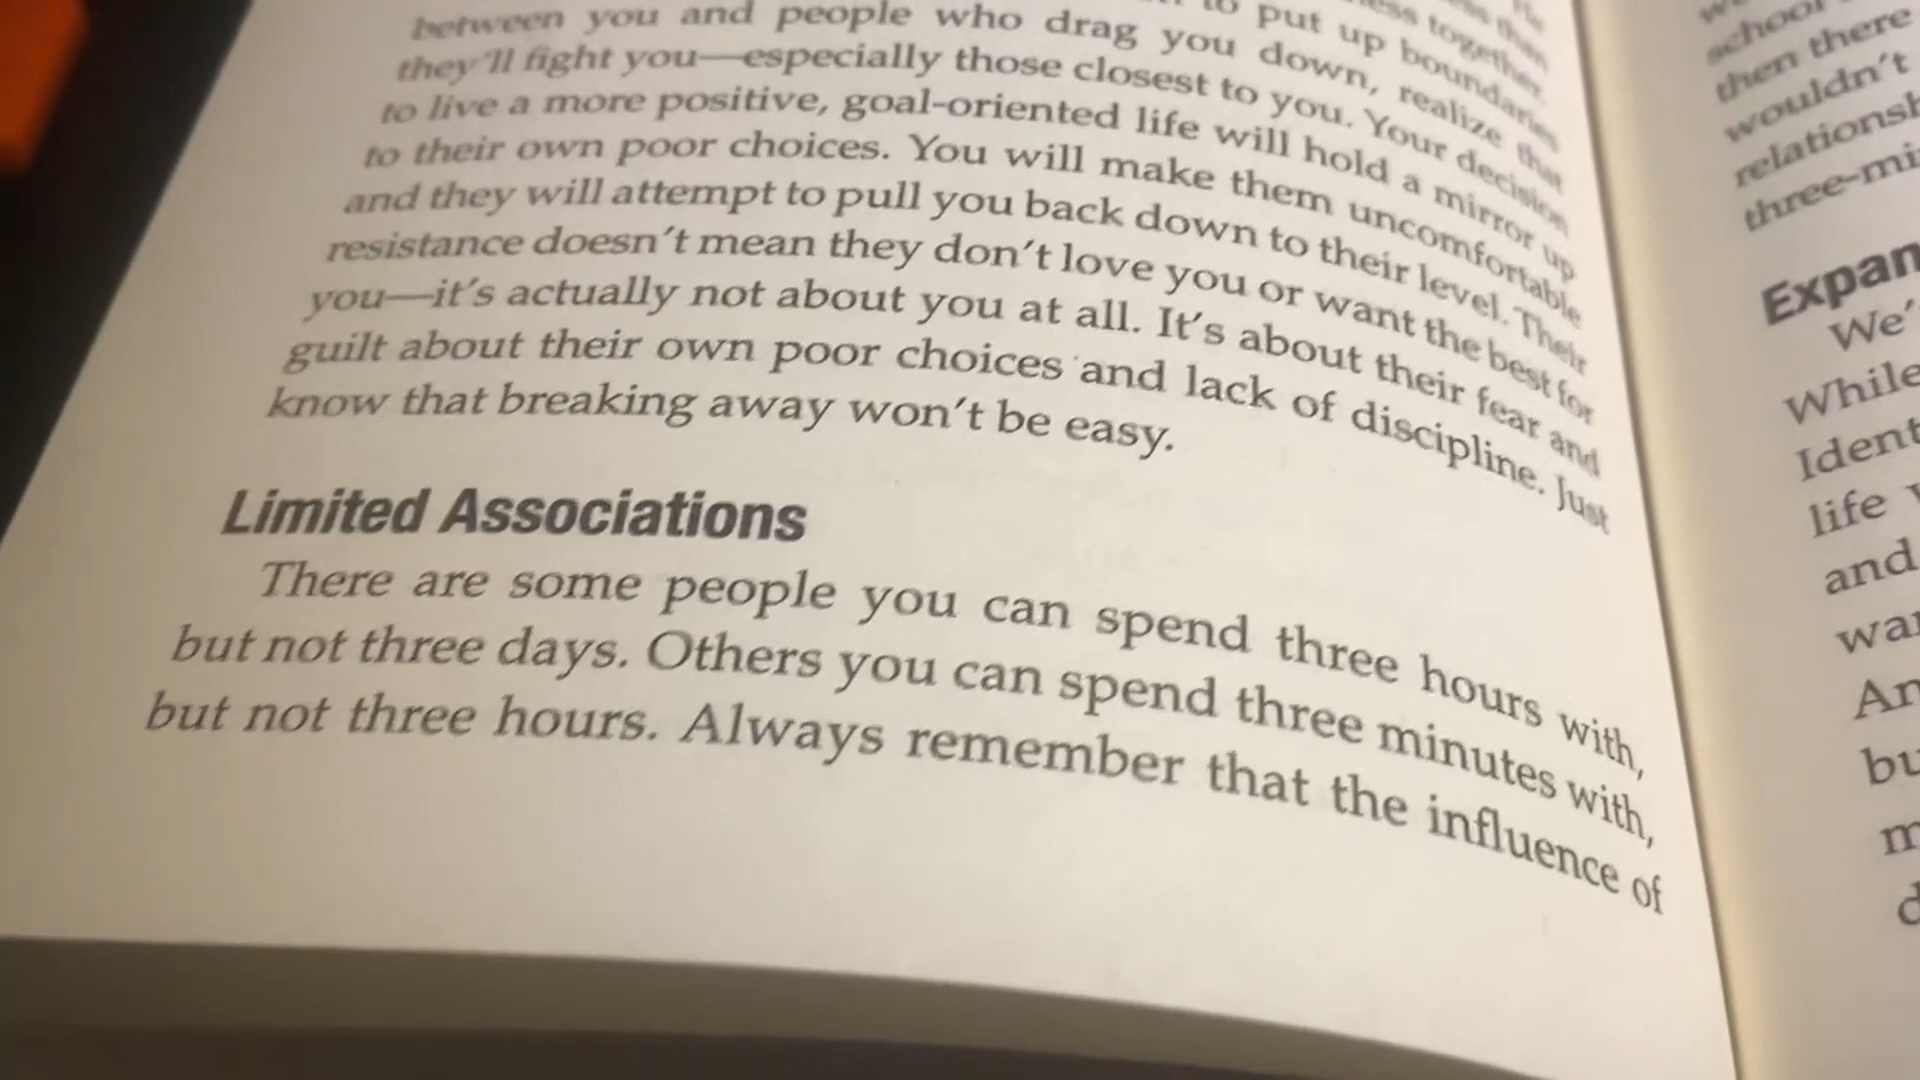 to put up boundaries
between you and people who drag you down, realize that
they'll fight you—especially those closest to you. Your decision
to live a more positive, goal-oriented life will hold a mirror up
to their own poor choices. You will make them uncomfortable
and they will attempt to pull you back down to their level. Their
resistance doesn't mean they don't love you or want the best for
you—it's actually not about you at all. It's about their fear and
guilt about their own poor choices and lack of discipline. Just
know that breaking away won't be easy.
Limited Associations
There are some people you can spend three hours with,
but not three days. Others you can spend three minutes with,
but not three hours. Always remember that the influence of
school
then there
wouldn't
Expan
We'
While
Ident
life
and
An
bu